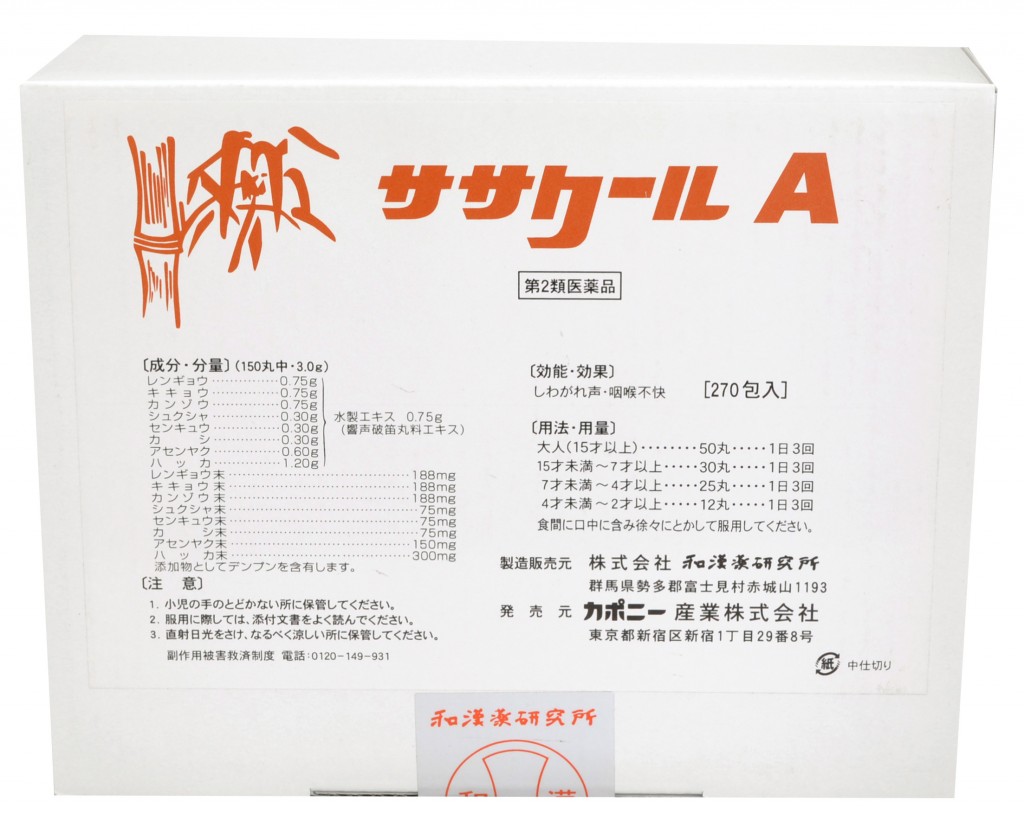 ササクール A
第2類医薬品
〔成分・分量〕(150丸中・3.0g)
レンギョウ…………0.75g
キキョウ…………0.75g
カンゾウ…………0.75g
シュクシャ…………0.30g
センキュウ…………0.30g
カシ…………0.30g
アセンヤク…………0.60g
ハッカ…………1.20g
水製エキス 0.75g
(響声破笛丸料エキス)
レンギョウ末…………188mg
キキョウ末…………188mg
カンゾウ末…………188mg
シュクシャ末…………75mg
センキュウ末…………75mg
カシ末…………75mg
アセンヤク末…………150mg
ハッカ末…………300mg
添加物としてデンプンを含有します。
〔注 意〕
1. 小児の手のとどかない所に保管してください。
2. 服用に際しては、添付文書をよく読んでください。
3. 直射日光をさけ、なるべく涼しい所に保管してください。
副作用被害救済制度 電話:0120-149-931
〔効能・効果〕
しわがれ声・咽喉不快 [270包入]
〔用法・用量〕
大人(15才以上)・・・・・・・・50丸・・・・・1日3回
15才未満〜7才以上・・・・・30丸・・・・・1日3回
7才未満〜4才以上・・・・・25丸・・・・・1日3回
4才未満〜2才以上・・・・・12丸・・・・・1日3回
食間に口中に含み徐々にとかして服用してください。
製造販売元 株式会社 和漢薬研究所
群馬県勢多郡富士見村赤城山1193
発売元 カポニー産業株式会社
東京都新宿区新宿1丁目29番8号
紙 中仕切り
和漢薬研究所
和 漢